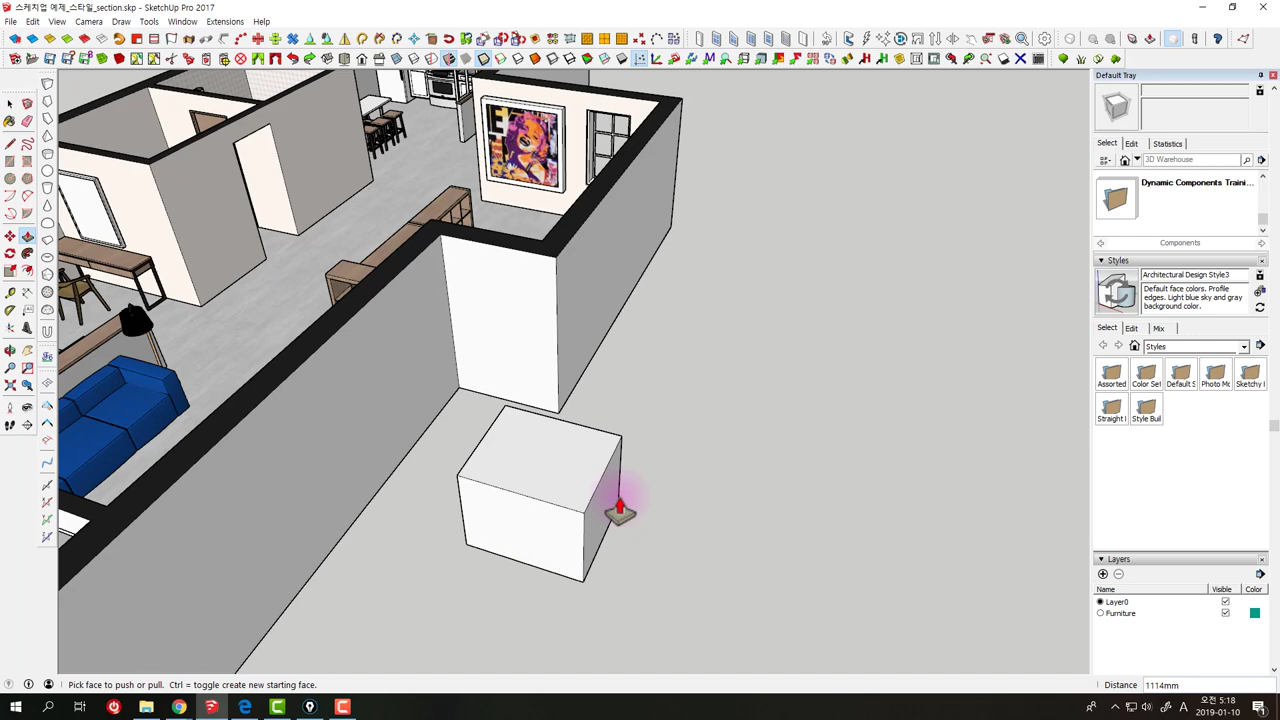 스케치업 예제_스타일_section.skp - SketchUp Pro 2017
File Edit View Camera Draw Tools Window Extensions Help
Default Tray
Select Edit Statistics
3D Warehouse
Dynamic Components Traini...
Components
Styles
Architectural Design Style3
Default face colors. Profile
edges. Light blue sky and gray
background color.
Select Edit Mix
Styles
Assorted Color Set Default S Photo Mo Sketchy I
Straight I Style Buil
Layers
Name Visible Color
Layer0
Furniture
Pick face to push or pull. Ctrl = toggle create new starting face.
Distance 1114mm
A 오전 5:18
2019-01-10